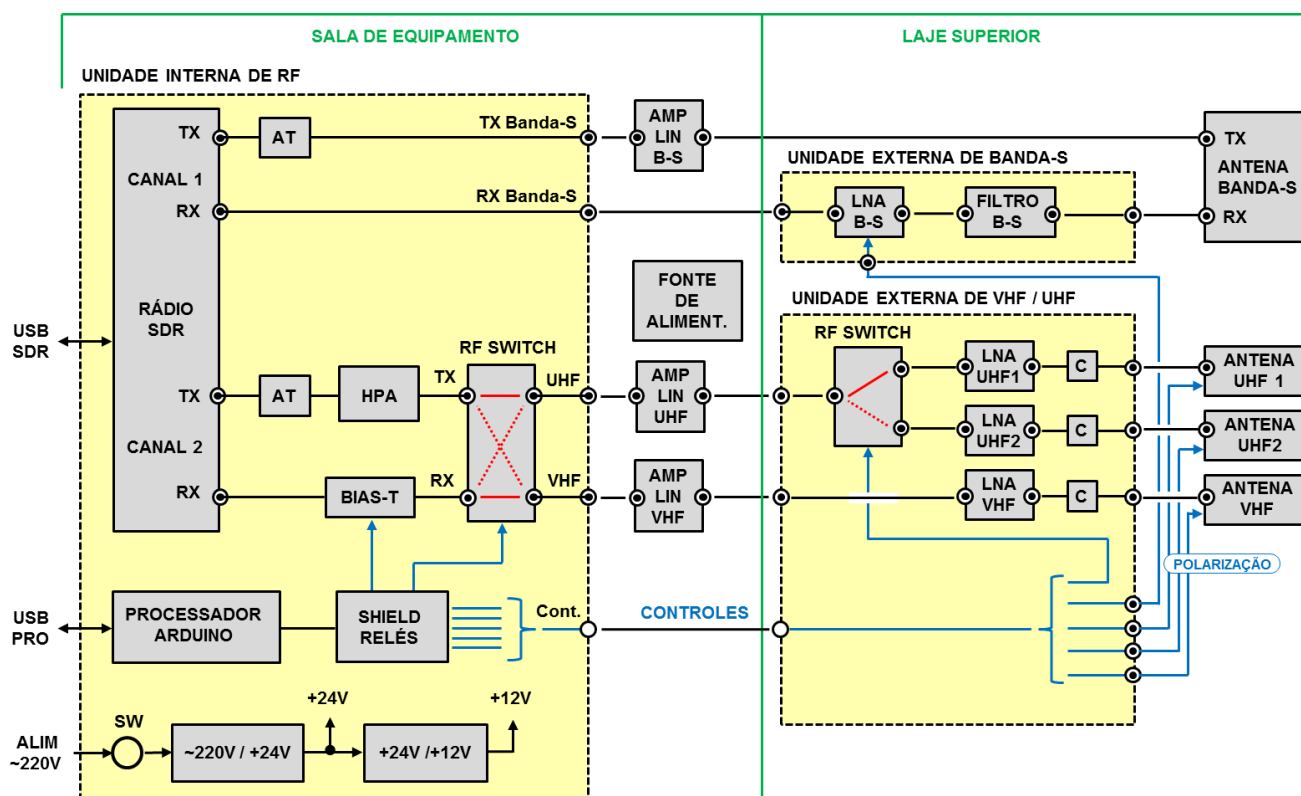 SALA DE EQUIPAMENTO
LAJE SUPERIOR
UNIDADE INTERNA DE RF
TX
AT
TX Banda-S
AMP
LIN
B-S
TX
ANTENA
BANDA-S
RX
CANAL 1
RX
RX Banda-S
UNIDADE EXTERNA DE BANDA-S
LNA
B-S
FILTRO
B-S
RÁDIO
SDR
USB
SDR
FONTE
DE
ALIMENT.
UNIDADE EXTERNA DE VHF / UHF
RF SWITCH
RF SWITCH
TX
AT
HPA
TX
UHF
AMP
LIN
UHF
LNA
UHF1
C
ANTENA
UHF 1
LNA
UHF2
C
ANTENA
UHF2
CANAL 2
RX
BIAS-T
RX
VHF
AMP
LIN
VHF
LNA
VHF
C
ANTENA
VHF
POLARIZAÇÃO
USB
PRO
PROCESSADOR
ARDUINO
SHIELD
RELÉS
Cont.
CONTROLES
+24V
+12V
SW
ALIM
~220V
~220V / +24V
+24V /+12V